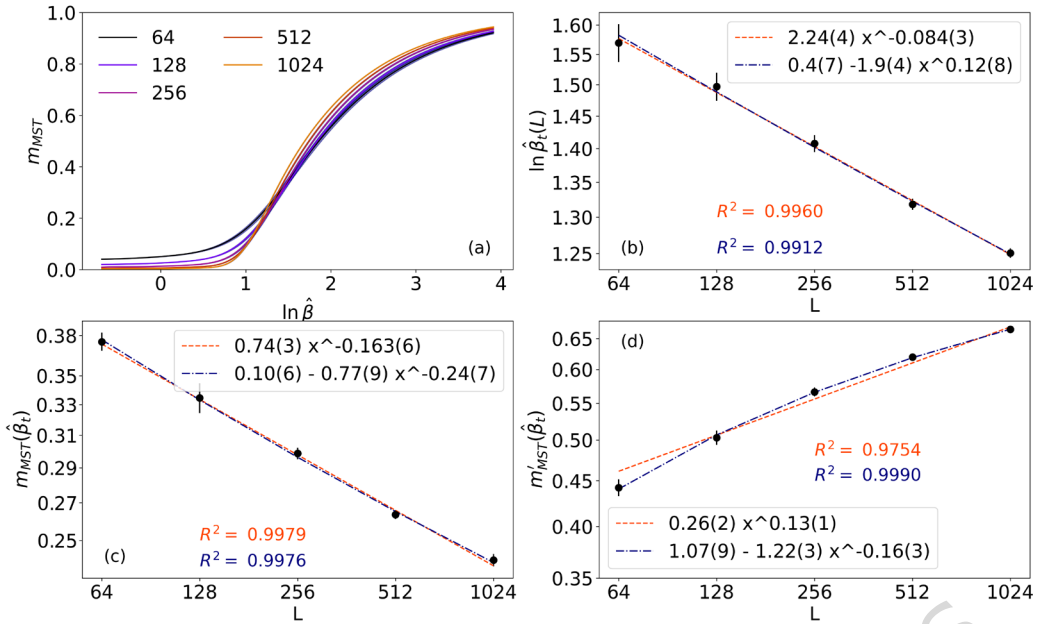 1.0
0.8
0.6
0.4
0.2
0.0
m_MST
64
128
256
512
1024
(a)
0
1
2
3
4
ln β̂
1.60
1.55
1.50
1.45
1.40
1.35
1.30
1.25
ln β̂_t(L)
2.24(4) x^-0.084(3)
0.4(7) -1.9(4) x^0.12(8)
R² = 0.9960
R² = 0.9912
(b)
64
128
256
512
1024
L
0.38
0.35
0.33
0.31
0.29
0.27
0.25
m_MST(β̂_t)
0.74(3) x^-0.163(6)
0.10(6) - 0.77(9) x^-0.24(7)
R² = 0.9979
R² = 0.9976
(c)
64
128
256
512
1024
L
0.65
0.60
0.55
0.50
0.45
0.40
0.35
m′_MST(β̂_t)
(d)
R² = 0.9754
R² = 0.9990
0.26(2) x^0.13(1)
1.07(9) - 1.22(3) x^-0.16(3)
64
128
256
512
1024
L